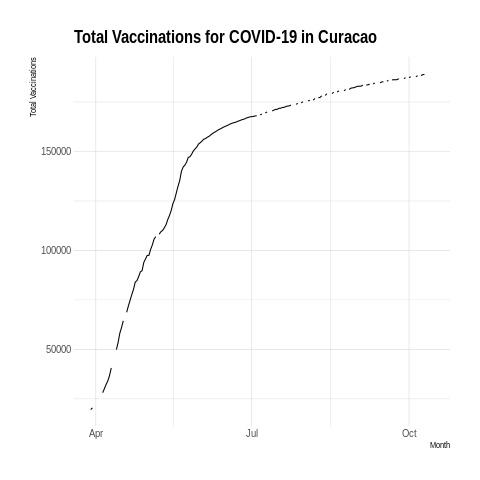 Total Vaccinations for COVID-19 in Curacao
Total Vaccinations
150000
100000
50000
Apr
Jul
Oct
Month